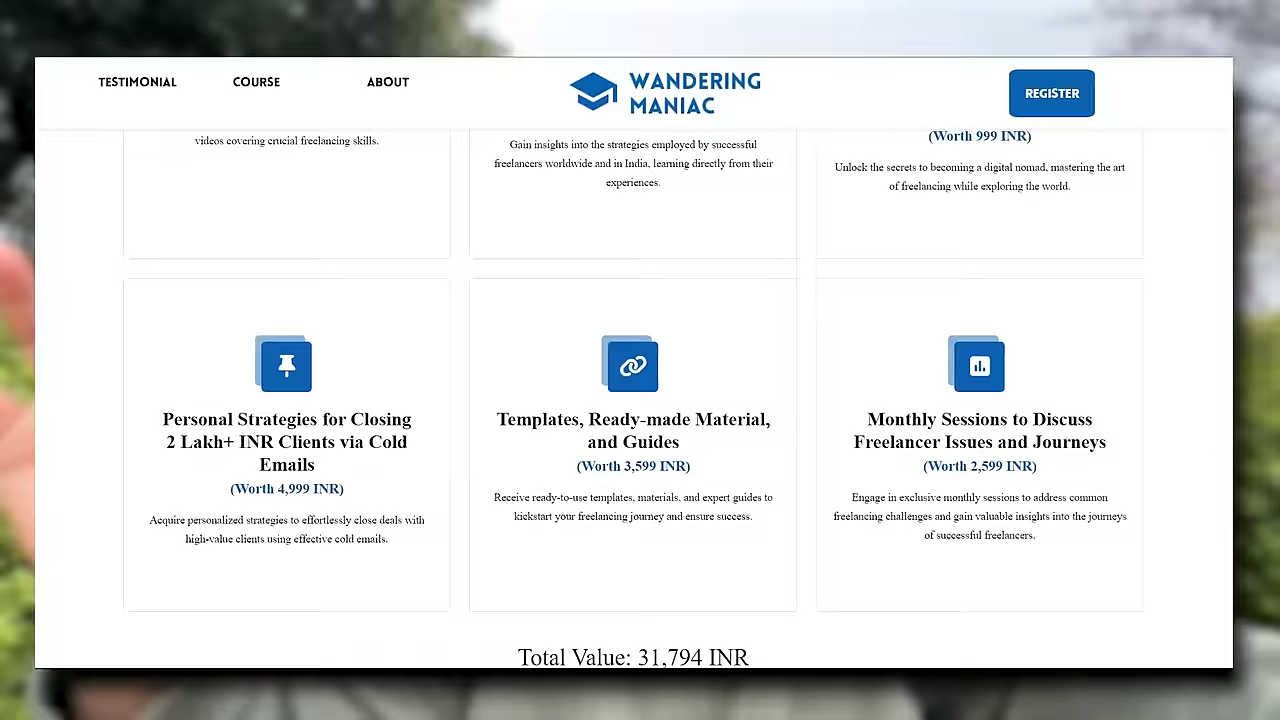 TESTIMONIAL
COURSE
ABOUT
WANDERING
MANIAC
REGISTER
videos covering crucial freelancing skills.
Gain insights into the strategies employed by successful
freelancers worldwide and in India, learning directly from their
experiences.
(Worth 999 INR)
Unlock the secrets to becoming a digital nomad, mastering the art
of freelancing while exploring the world.
Personal Strategies for Closing
2 Lakh+ INR Clients via Cold
Emails
(Worth 4,999 INR)
Acquire personalized strategies to effortlessly close deals with
high-value clients using effective cold emails.
Templates, Ready-made Material,
and Guides
(Worth 3,599 INR)
Receive ready-to-use templates, materials, and expert guides to
kickstart your freelancing journey and ensure success.
Monthly Sessions to Discuss
Freelancer Issues and Journeys
(Worth 2,599 INR)
Engage in exclusive monthly sessions to address common
freelancing challenges and gain valuable insights into the journeys
of successful freelancers.
Total Value: 31,794 INR